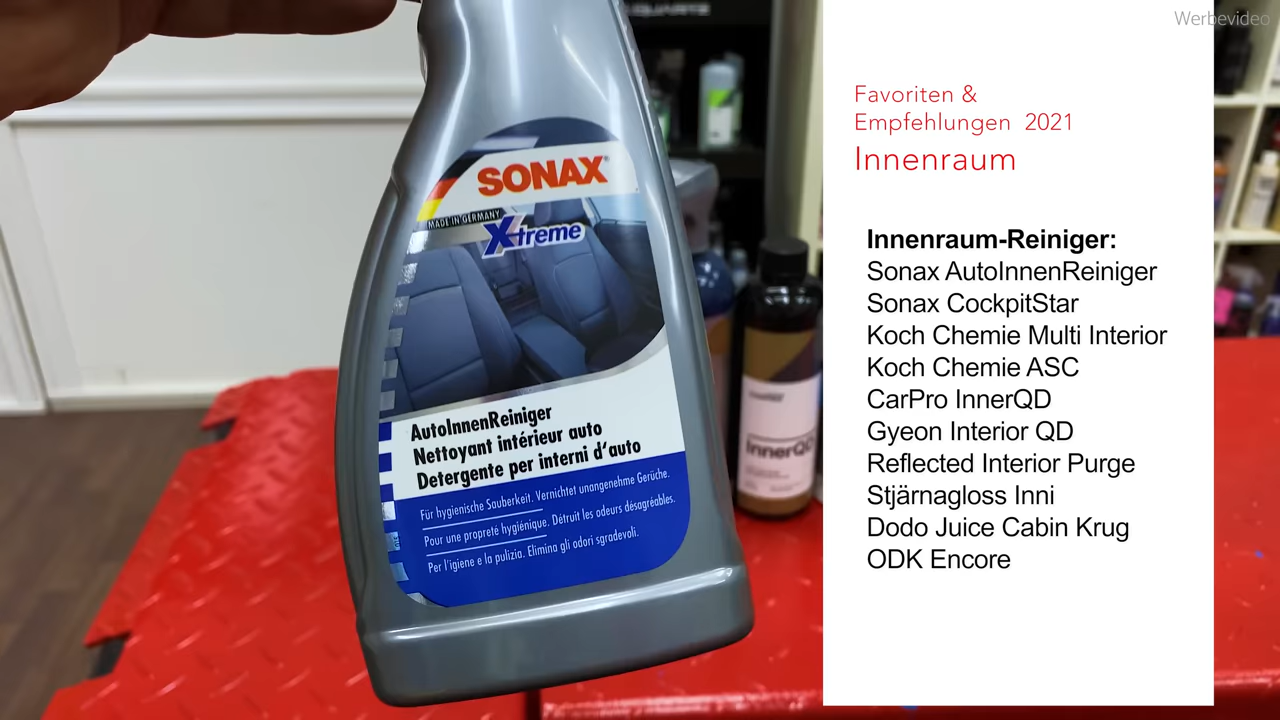 QUARTZ
SONAX
MADE IN GERMANY
Xtreme
AutoInnenReiniger
Nettoyant intérieur auto
Detergente per interni d'auto
Für hygienische Sauberkeit. Vernichtet unangenehme Gerüche.
Pour une propreté hygiénique. Détruit les odeurs désagréables.
Per l'igiene e la pulizia. Elimina gli odori sgradevoli.
InnerQD
Werbevideo
Favoriten &
Empfehlungen 2021
Innenraum
Innenraum-Reiniger:
Sonax AutoInnenReiniger
Sonax CockpitStar
Koch Chemie Multi Interior
Koch Chemie ASC
CarPro InnerQD
Gyeon Interior QD
Reflected Interior Purge
Stjärnagloss Inni
Dodo Juice Cabin Krug
ODK Encore